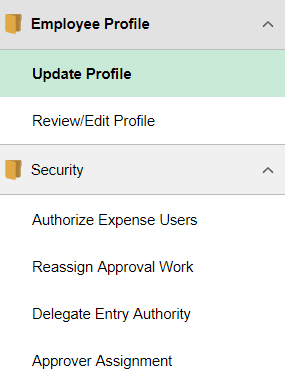 Employee Profile
Update Profile
Review/Edit Profile
Security
Authorize Expense Users
Reassign Approval Work
Delegate Entry Authority
Approver Assignment